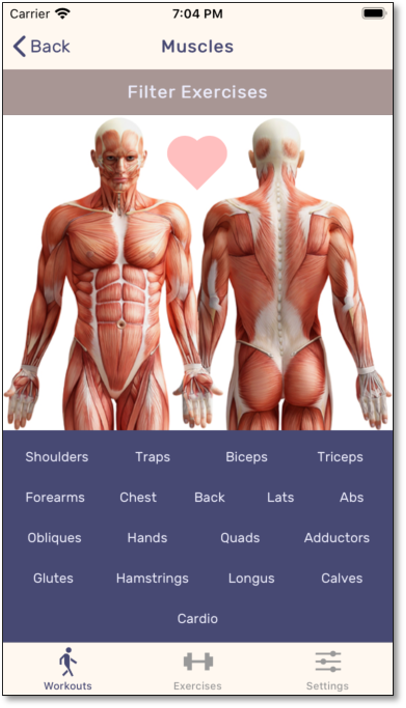 Carrier 7:04 PM
Back Muscles
Filter Exercises
Shoulders Traps Biceps Triceps
Forearms Chest Back Lats Abs
Obliques Hands Quads Adductors
Glutes Hamstrings Longus Calves
Cardio
Workouts Exercises Settings